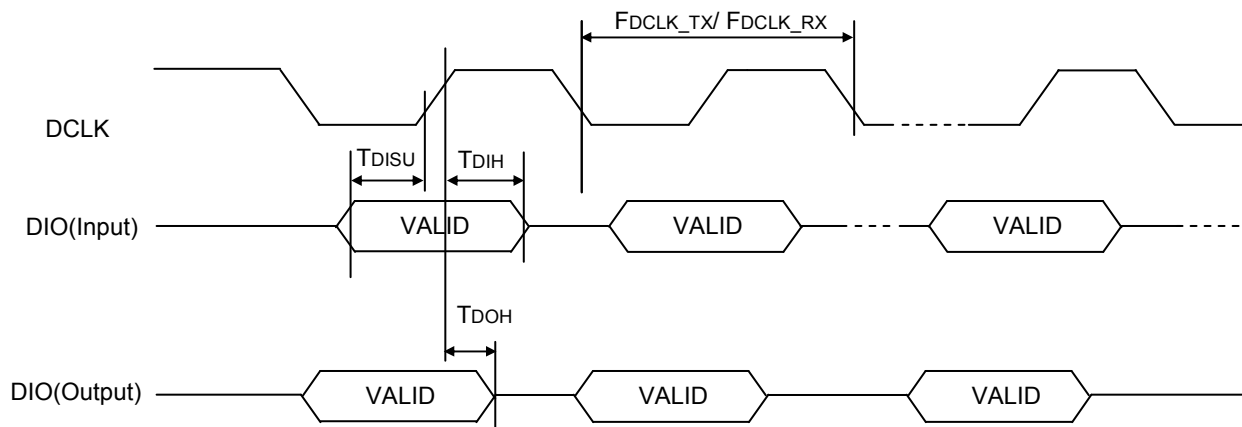 FDCLK_TX/ FDCLK_RX
DCLK
TDISU
TDIH
DIO(Input)
VALID
VALID
VALID
TDOH
DIO(Output)
VALID
VALID
VALID